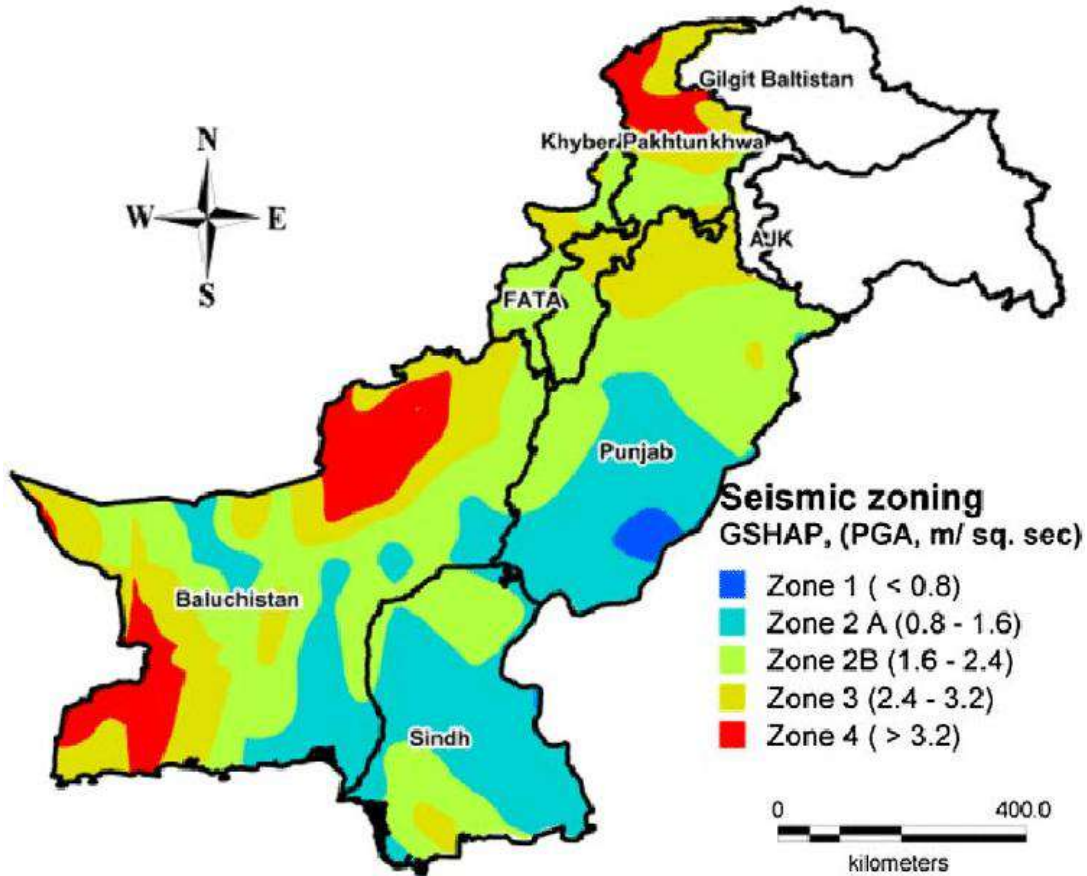 Gilgit Baltistan
Khyber Pakhtunkhwa
N
W E
S
AJK
FATA
Punjab
Seismic zoning
GSHAP, (PGA, m/ sq. sec)
Zone 1 ( < 0.8)
Zone 2 A (0.8 - 1.6)
Zone 2B (1.6 - 2.4)
Zone 3 (2.4 - 3.2)
Zone 4 ( > 3.2)
Baluchistan
Sindh
0 400.0
kilometers